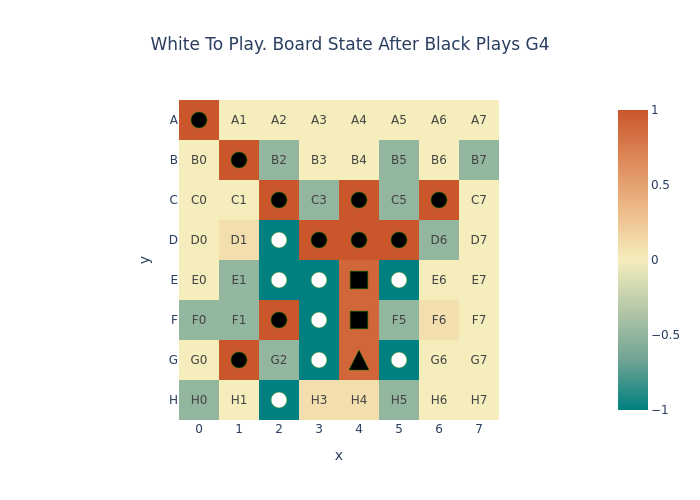 White To Play. Board State After Black Plays G4
A A1 A2 A3 A4 A5 A6 A7
B B0 B2 B3 B4 B5 B6 B7
C C0 C1 C3 C5 C7
D D0 D1 D6 D7
E E0 E1 E6 E7
F F0 F1 F5 F6 F7
G G0 G2 G6 G7
H H0 H1 H3 H4 H5 H6 H7
0 1 2 3 4 5 6 7
x
y
1
0.5
0
−0.5
−1